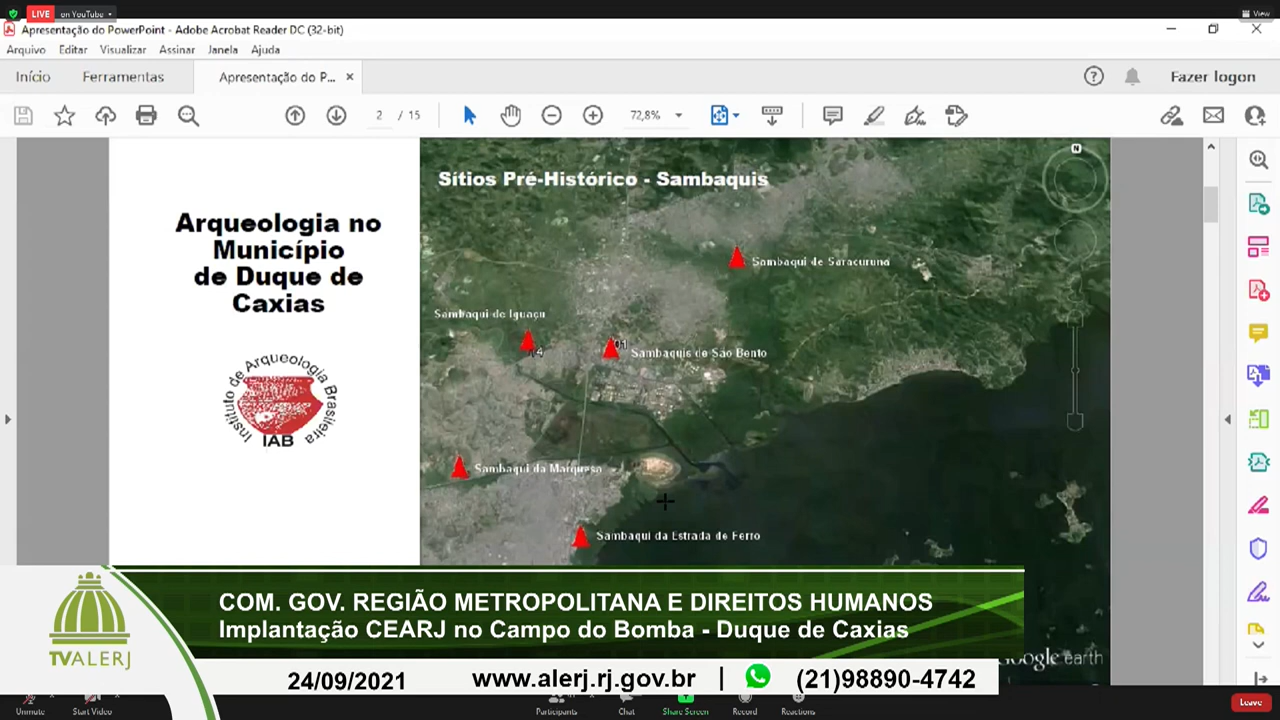 LIVE on YouTube
View
Apresentação do PowerPoint - Adobe Acrobat Reader DC (32-bit)
Arquivo Editar Visualizar Assinar Janela Ajuda
Início Ferramentas Apresentação do P... × Fazer logon
2 / 15 72,8%
N
Sítios Pré-Histórico - Sambaquis
Arqueologia no
Município
de Duque de
Caxias
Sambaqui de Saracuruna
Sambaqui de Iguaçu
14
01
Sambaquis de São Bento
Instituto de Arqueologia Brasileira
IAB
Sambaqui da Marquesa
Sambaqui da Estrada de Ferro
COM. GOV. REGIÃO METROPOLITANA E DIREITOS HUMANOS
Implantação CEARJ no Campo do Bomba - Duque de Caxias
TVALERJ
Google earth
24/09/2021 www.alerj.rj.gov.br | (21)98890-4742
Unmute Start Video Participants Chat Share Screen Record Reactions Leave